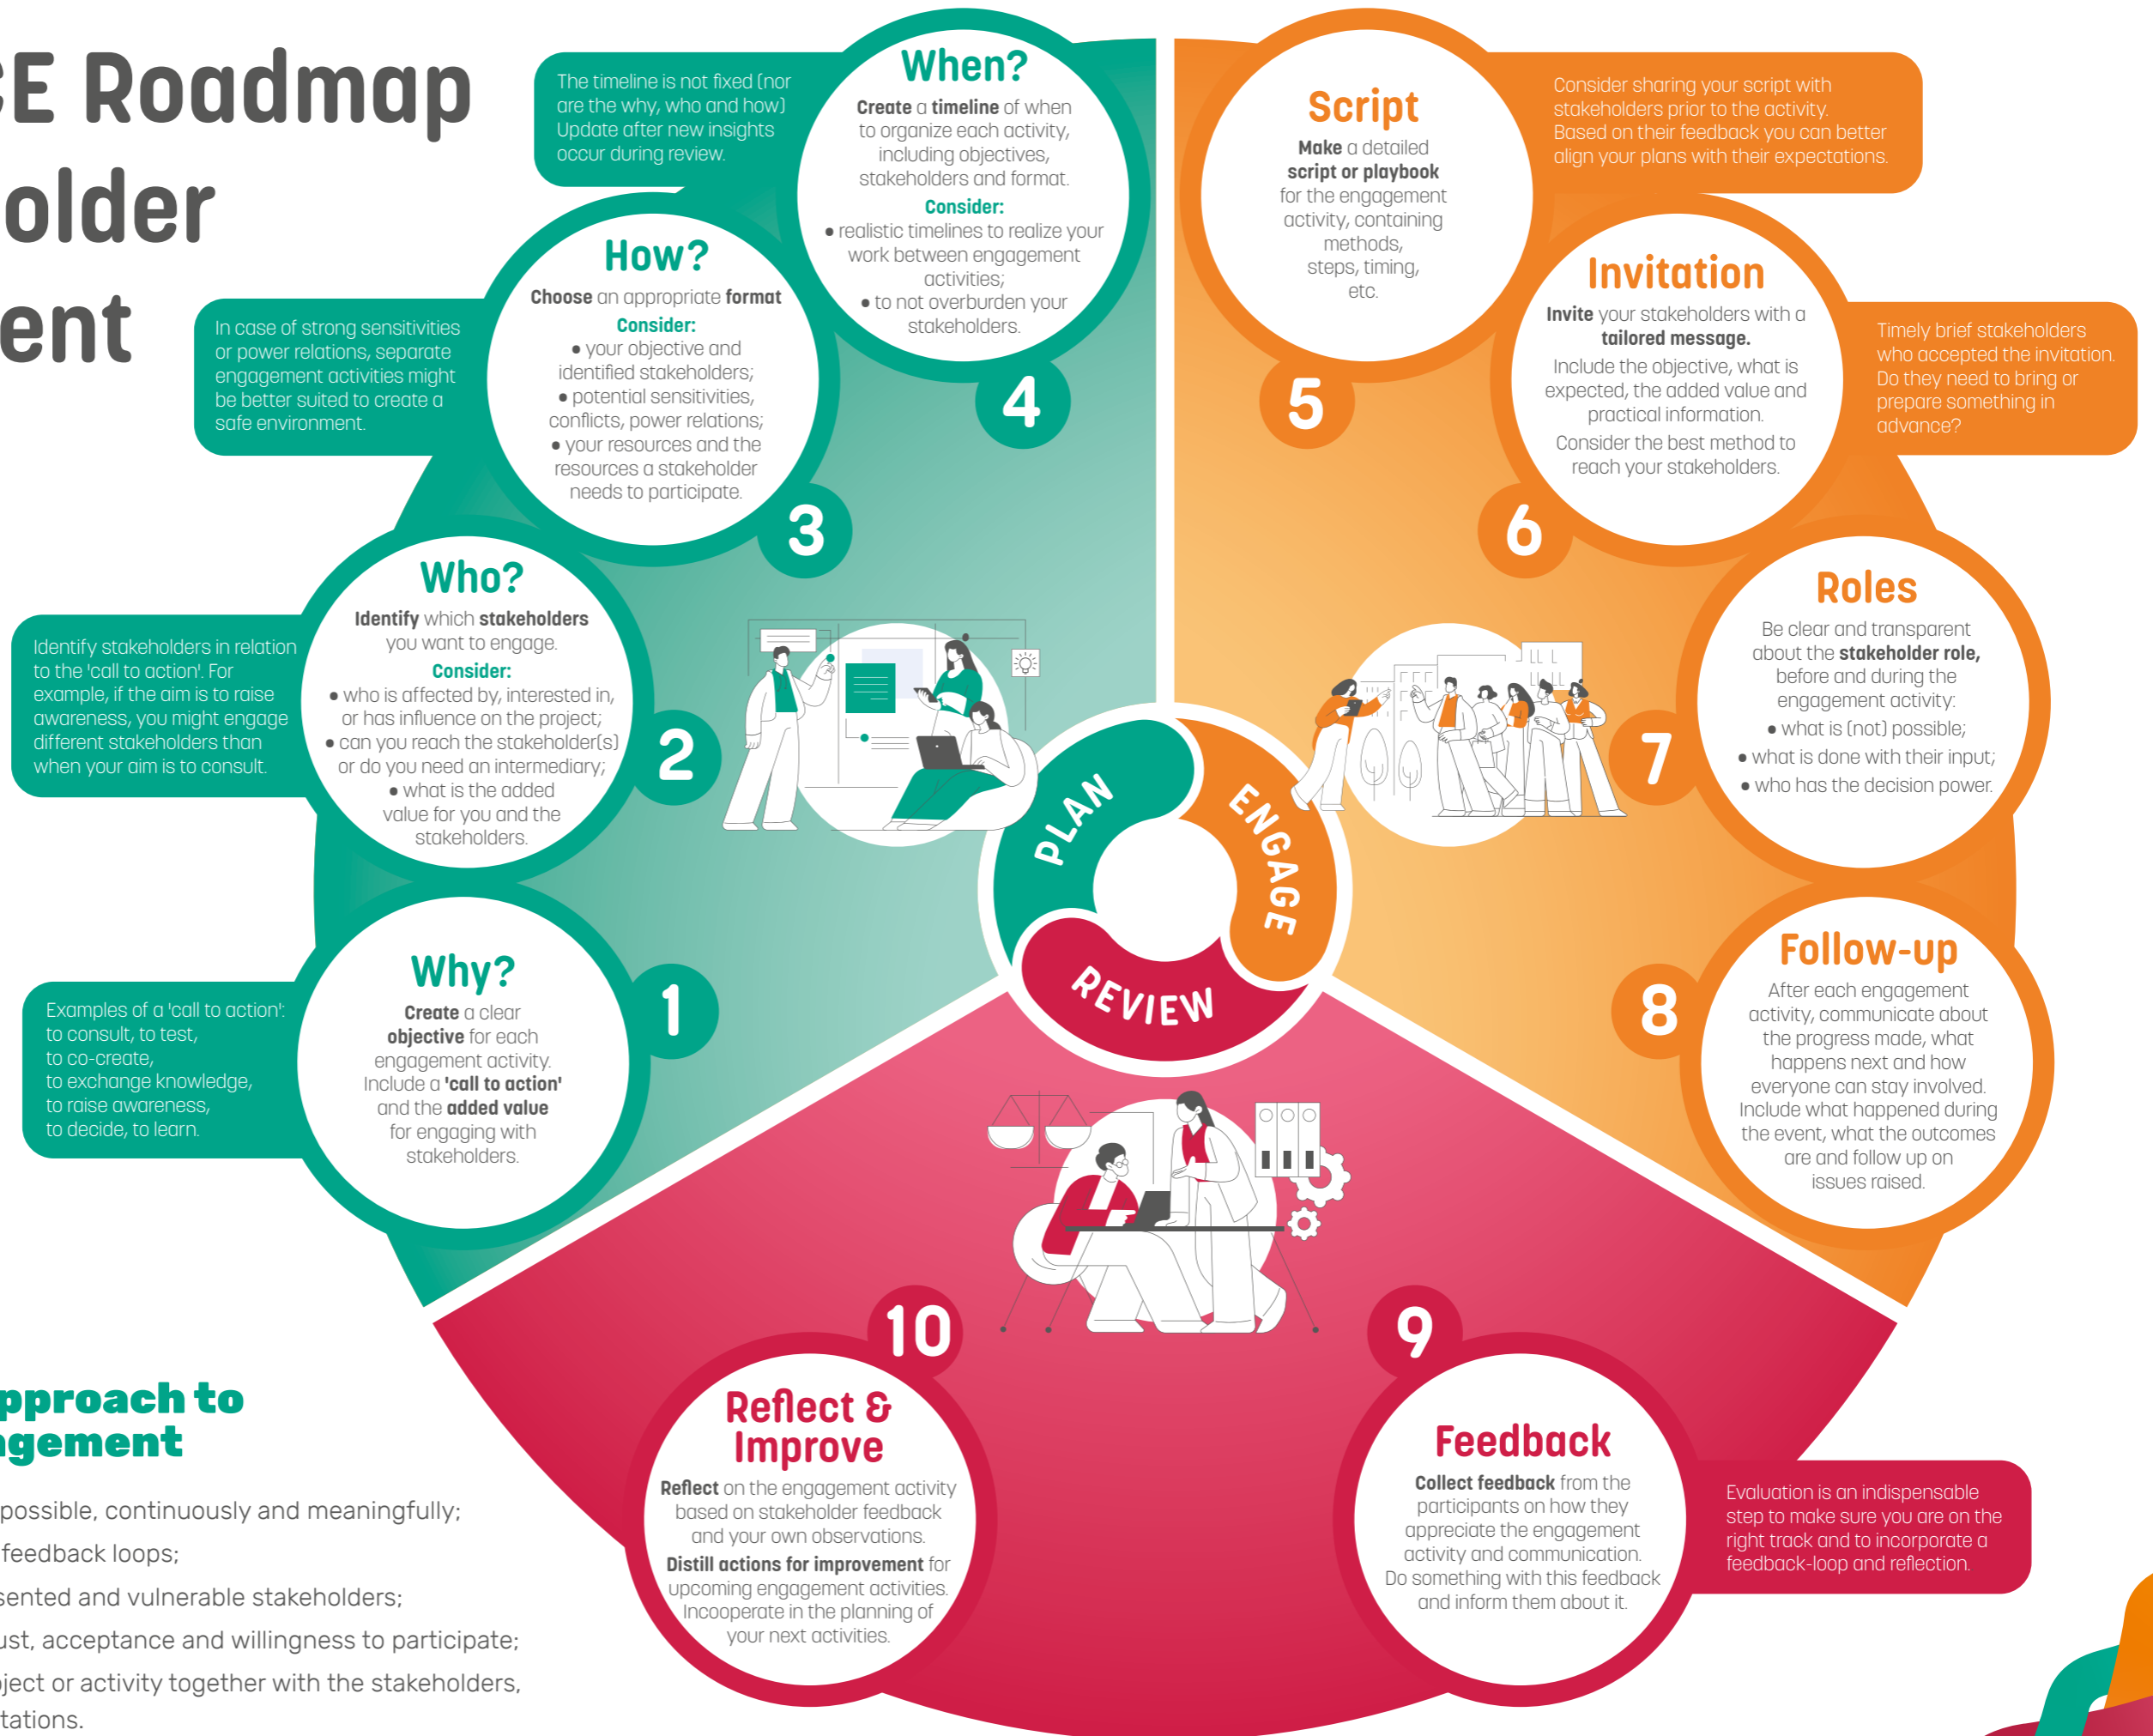 CE Roadmap
older
ent
When?
Create a timeline of when
to organize each activity,
including objectives,
stakeholders and format.
Consider:
• realistic timelines to realize your
work between engagement
activities;
• to not overburden your
stakeholders.
4
The timeline is not fixed (nor
are the why, who and how)
Update after new insights
occur during review.
How?
Choose an appropriate format
Consider:
• your objective and
identified stakeholders;
• potential sensitivities,
conflicts, power relations;
• your resources and the
resources a stakeholder
needs to participate.
3
In case of strong sensitivities
or power relations, separate
engagement activities might
be better suited to create a
safe environment.
Who?
Identify which stakeholders
you want to engage.
Consider:
• who is affected by, interested in,
or has influence on the project;
• can you reach the stakeholder(s)
or do you need an intermediary;
• what is the added
value for you and the
stakeholders.
2
Identify stakeholders in relation
to the 'call to action'. For
example, if the aim is to raise
awareness, you might engage
different stakeholders than
when your aim is to consult.
Why?
Create a clear
objective for each
engagement activity.
Include a 'call to action'
and the added value
for engaging with
stakeholders.
1
Examples of a 'call to action':
to consult, to test,
to co-create,
to exchange knowledge,
to raise awareness,
to decide, to learn.
PLAN
ENGAGE
REVIEW
Script
Make a detailed
script or playbook
for the engagement
activity, containing
methods,
steps, timing,
etc.
5
Consider sharing your script with
stakeholders prior to the activity.
Based on their feedback you can better
align your plans with their expectations.
Invitation
Invite your stakeholders with a
tailored message.
Include the objective, what is
expected, the added value and
practical information.
Consider the best method to
reach your stakeholders.
6
Timely brief stakeholders
who accepted the invitation.
Do they need to bring or
prepare something in
advance?
Roles
Be clear and transparent
about the stakeholder role,
before and during the
engagement activity:
• what is (not) possible;
• what is done with their input;
• who has the decision power.
7
Follow-up
After each engagement
activity, communicate about
the progress made, what
happens next and how
everyone can stay involved.
Include what happened during
the event, what the outcomes
are and follow up on
issues raised.
8
Feedback
Collect feedback from the
participants on how they
appreciate the engagement
activity and communication.
Do something with this feedback
and inform them about it.
9
Evaluation is an indispensable
step to make sure you are on the
right track and to incorporate a
feedback-loop and reflection.
Reflect &
Improve
Reflect on the engagement activity
based on stakeholder feedback
and your own observations.
Distill actions for improvement for
upcoming engagement activities.
Incooperate in the planning of
your next activities.
10
pproach to
agement
possible, continuously and meaningfully;
feedback loops;
sented and vulnerable stakeholders;
ust, acceptance and willingness to participate;
ject or activity together with the stakeholders,
tations.